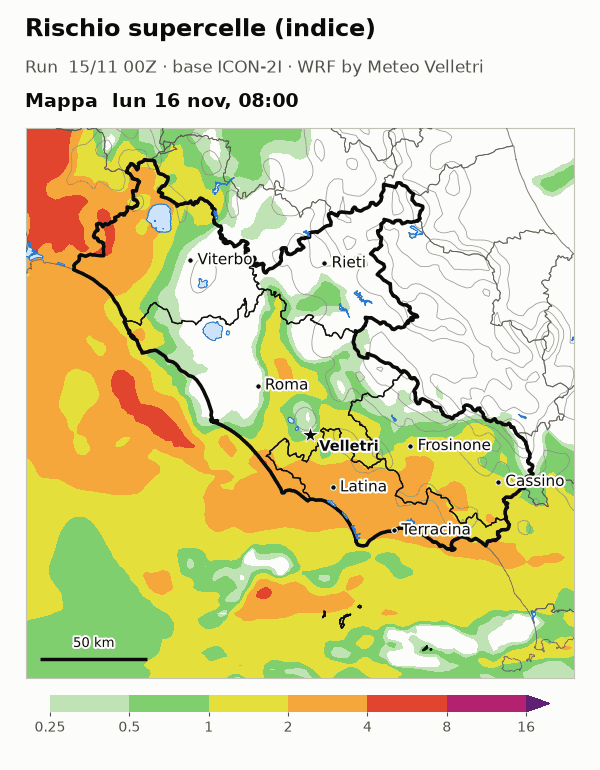 Rischio supercelle (indice)
Run  15/11 00Z · base ICON-2I · WRF by Meteo Velletri
Mappa  lun 16 nov, 08:00
Viterbo
Rieti
Roma
Velletri
Frosinone
Cassino
Latina
Terracina
50 km
0.25 0.5 1 2 4 8 16